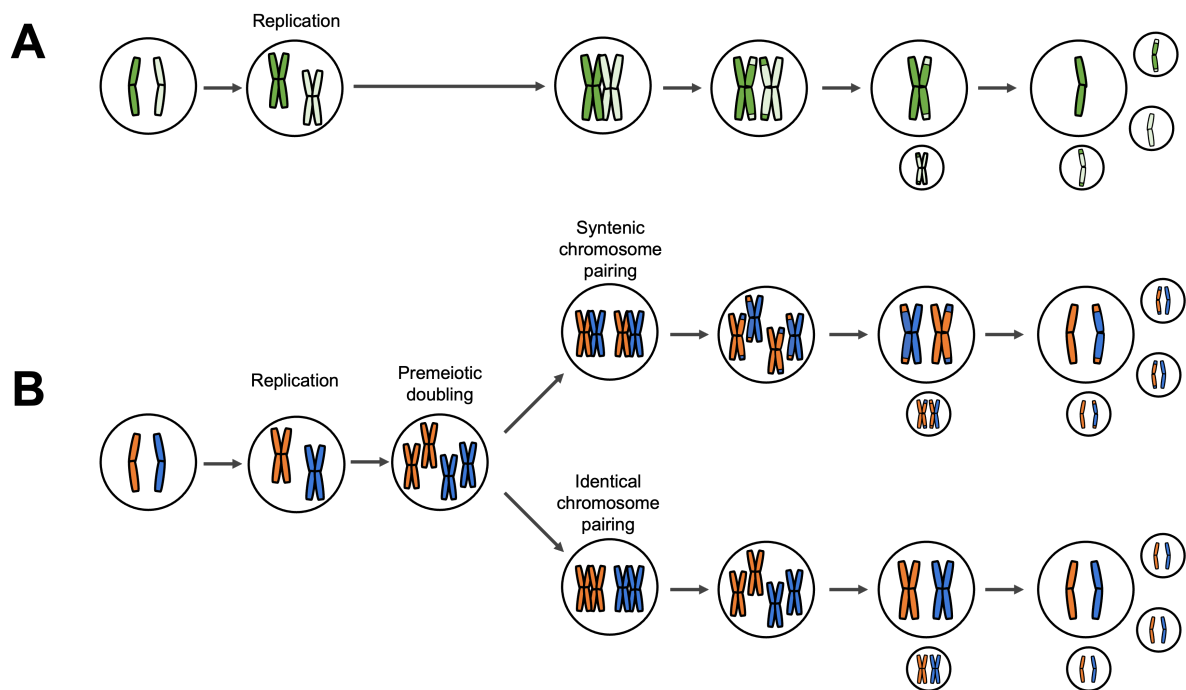 A
Replication
Syntenic
chromosome
pairing
B
Replication
Premeiotic
doubling
Identical
chromosome
pairing